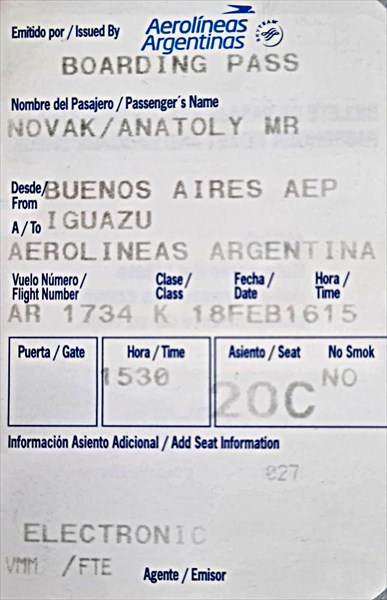 Emitido por / Issued By
Aerolíneas
Argentinas
SKYTEAM
BOARDING PASS
Nombre del Pasajero / Passenger´s Name
NOVAK/ANATOLY MR
Desde/ BUENOS AIRES AEP
From
A / To IGUAZU
AEROLINEAS ARGENTINA
Vuelo Número / Clase / Fecha / Hora /
Flight Number Class Date Time
AR 1734 K 18FEB1615
Puerta / Gate Hora / Time Asiento / Seat No Smok
1530 20C NO
Información Asiento Adicional / Add Seat Information
027
ELECTRONIC
VMM /FTE
Agente / Emisor